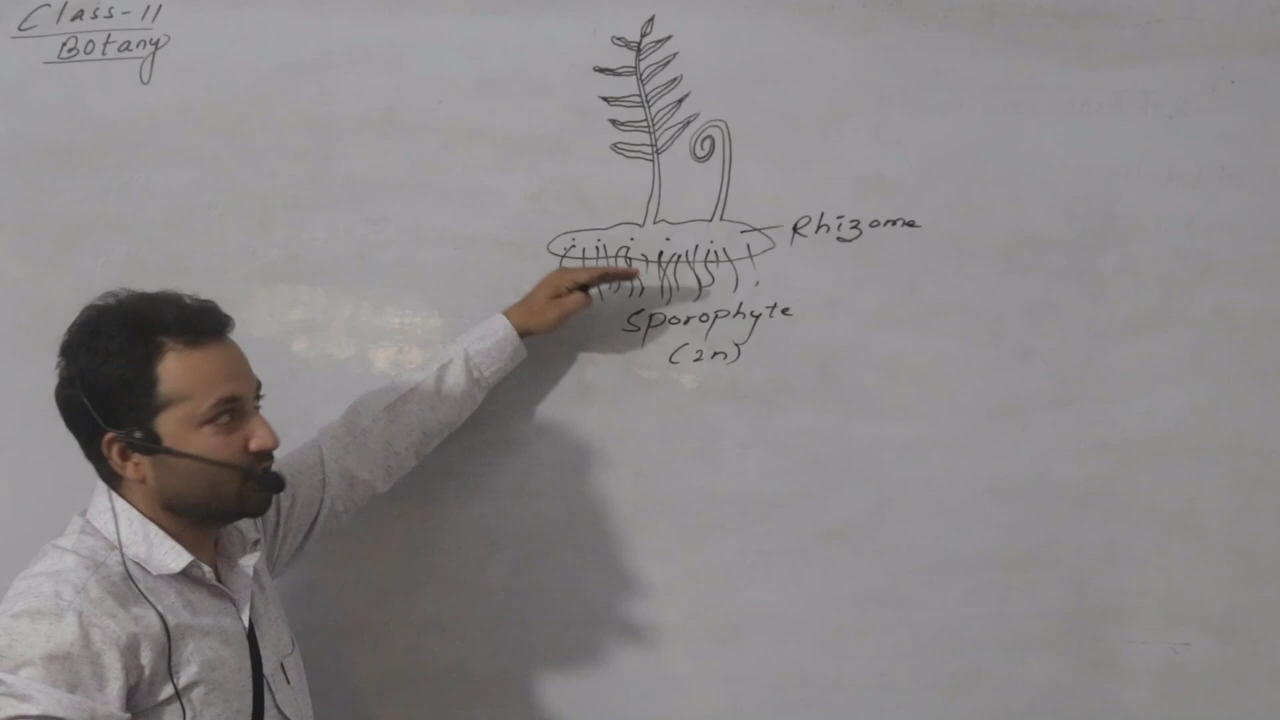 Class-11
Botany
Rhizome
Sporophyte
(2n)